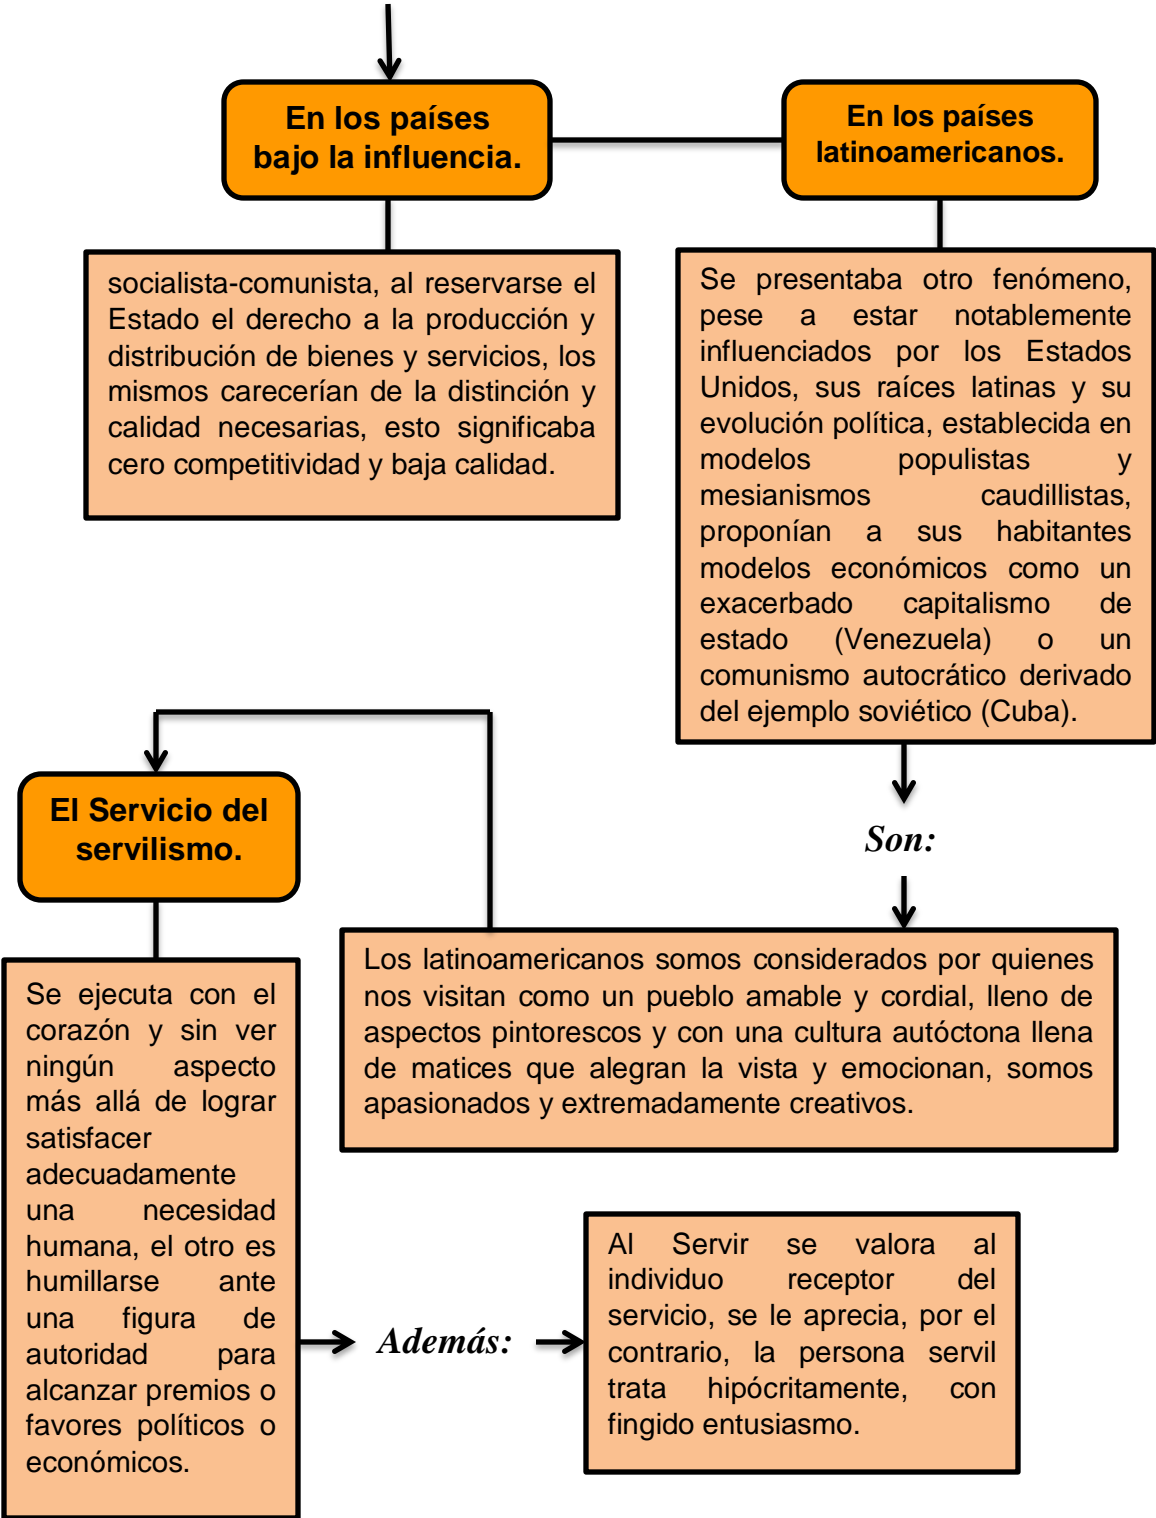 En los países
bajo la influencia.
En los países
latinoamericanos.
socialista-comunista, al reservarse el
Estado el derecho a la producción y
distribución de bienes y servicios, los
mismos carecerían de la distinción y
calidad necesarias, esto significaba
cero competitividad y baja calidad.
Se presentaba otro fenómeno,
pese a estar notablemente
influenciados por los Estados
Unidos, sus raíces latinas y su
evolución política, establecida en
modelos populistas y
mesianismos caudillistas,
proponían a sus habitantes
modelos económicos como un
exacerbado capitalismo de
estado (Venezuela) o un
comunismo autocrático derivado
del ejemplo soviético (Cuba).
Son:
Los latinoamericanos somos considerados por quienes
nos visitan como un pueblo amable y cordial, lleno de
aspectos pintorescos y con una cultura autóctona llena
de matices que alegran la vista y emocionan, somos
apasionados y extremadamente creativos.
El Servicio del
servilismo.
Se ejecuta con el
corazón y sin ver
ningún aspecto
más allá de lograr
satisfacer
adecuadamente
una necesidad
humana, el otro es
humillarse ante
una figura de
autoridad para
alcanzar premios o
favores políticos o
económicos.
Además:
Al Servir se valora al
individuo receptor del
servicio, se le aprecia, por el
contrario, la persona servil
trata hipócritamente, con
fingido entusiasmo.